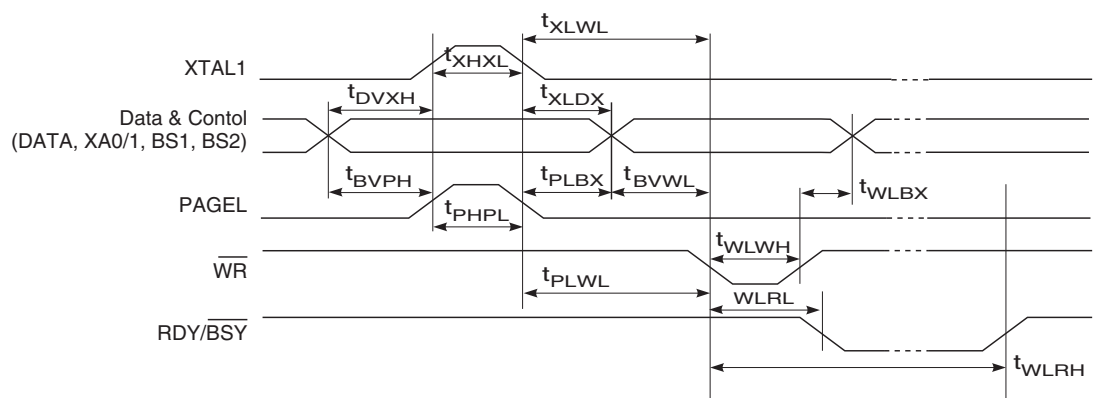 tXLWL
XTAL1
tXHXL
tDVXH
tXLDX
Data & Contol
(DATA, XA0/1, BS1, BS2)
tBVPH
tPLBX
tBVWL
tWLBX
PAGEL
tPHPL
tWLWH
WR
tPLWL
WLRL
RDY/BSY
tWLRH